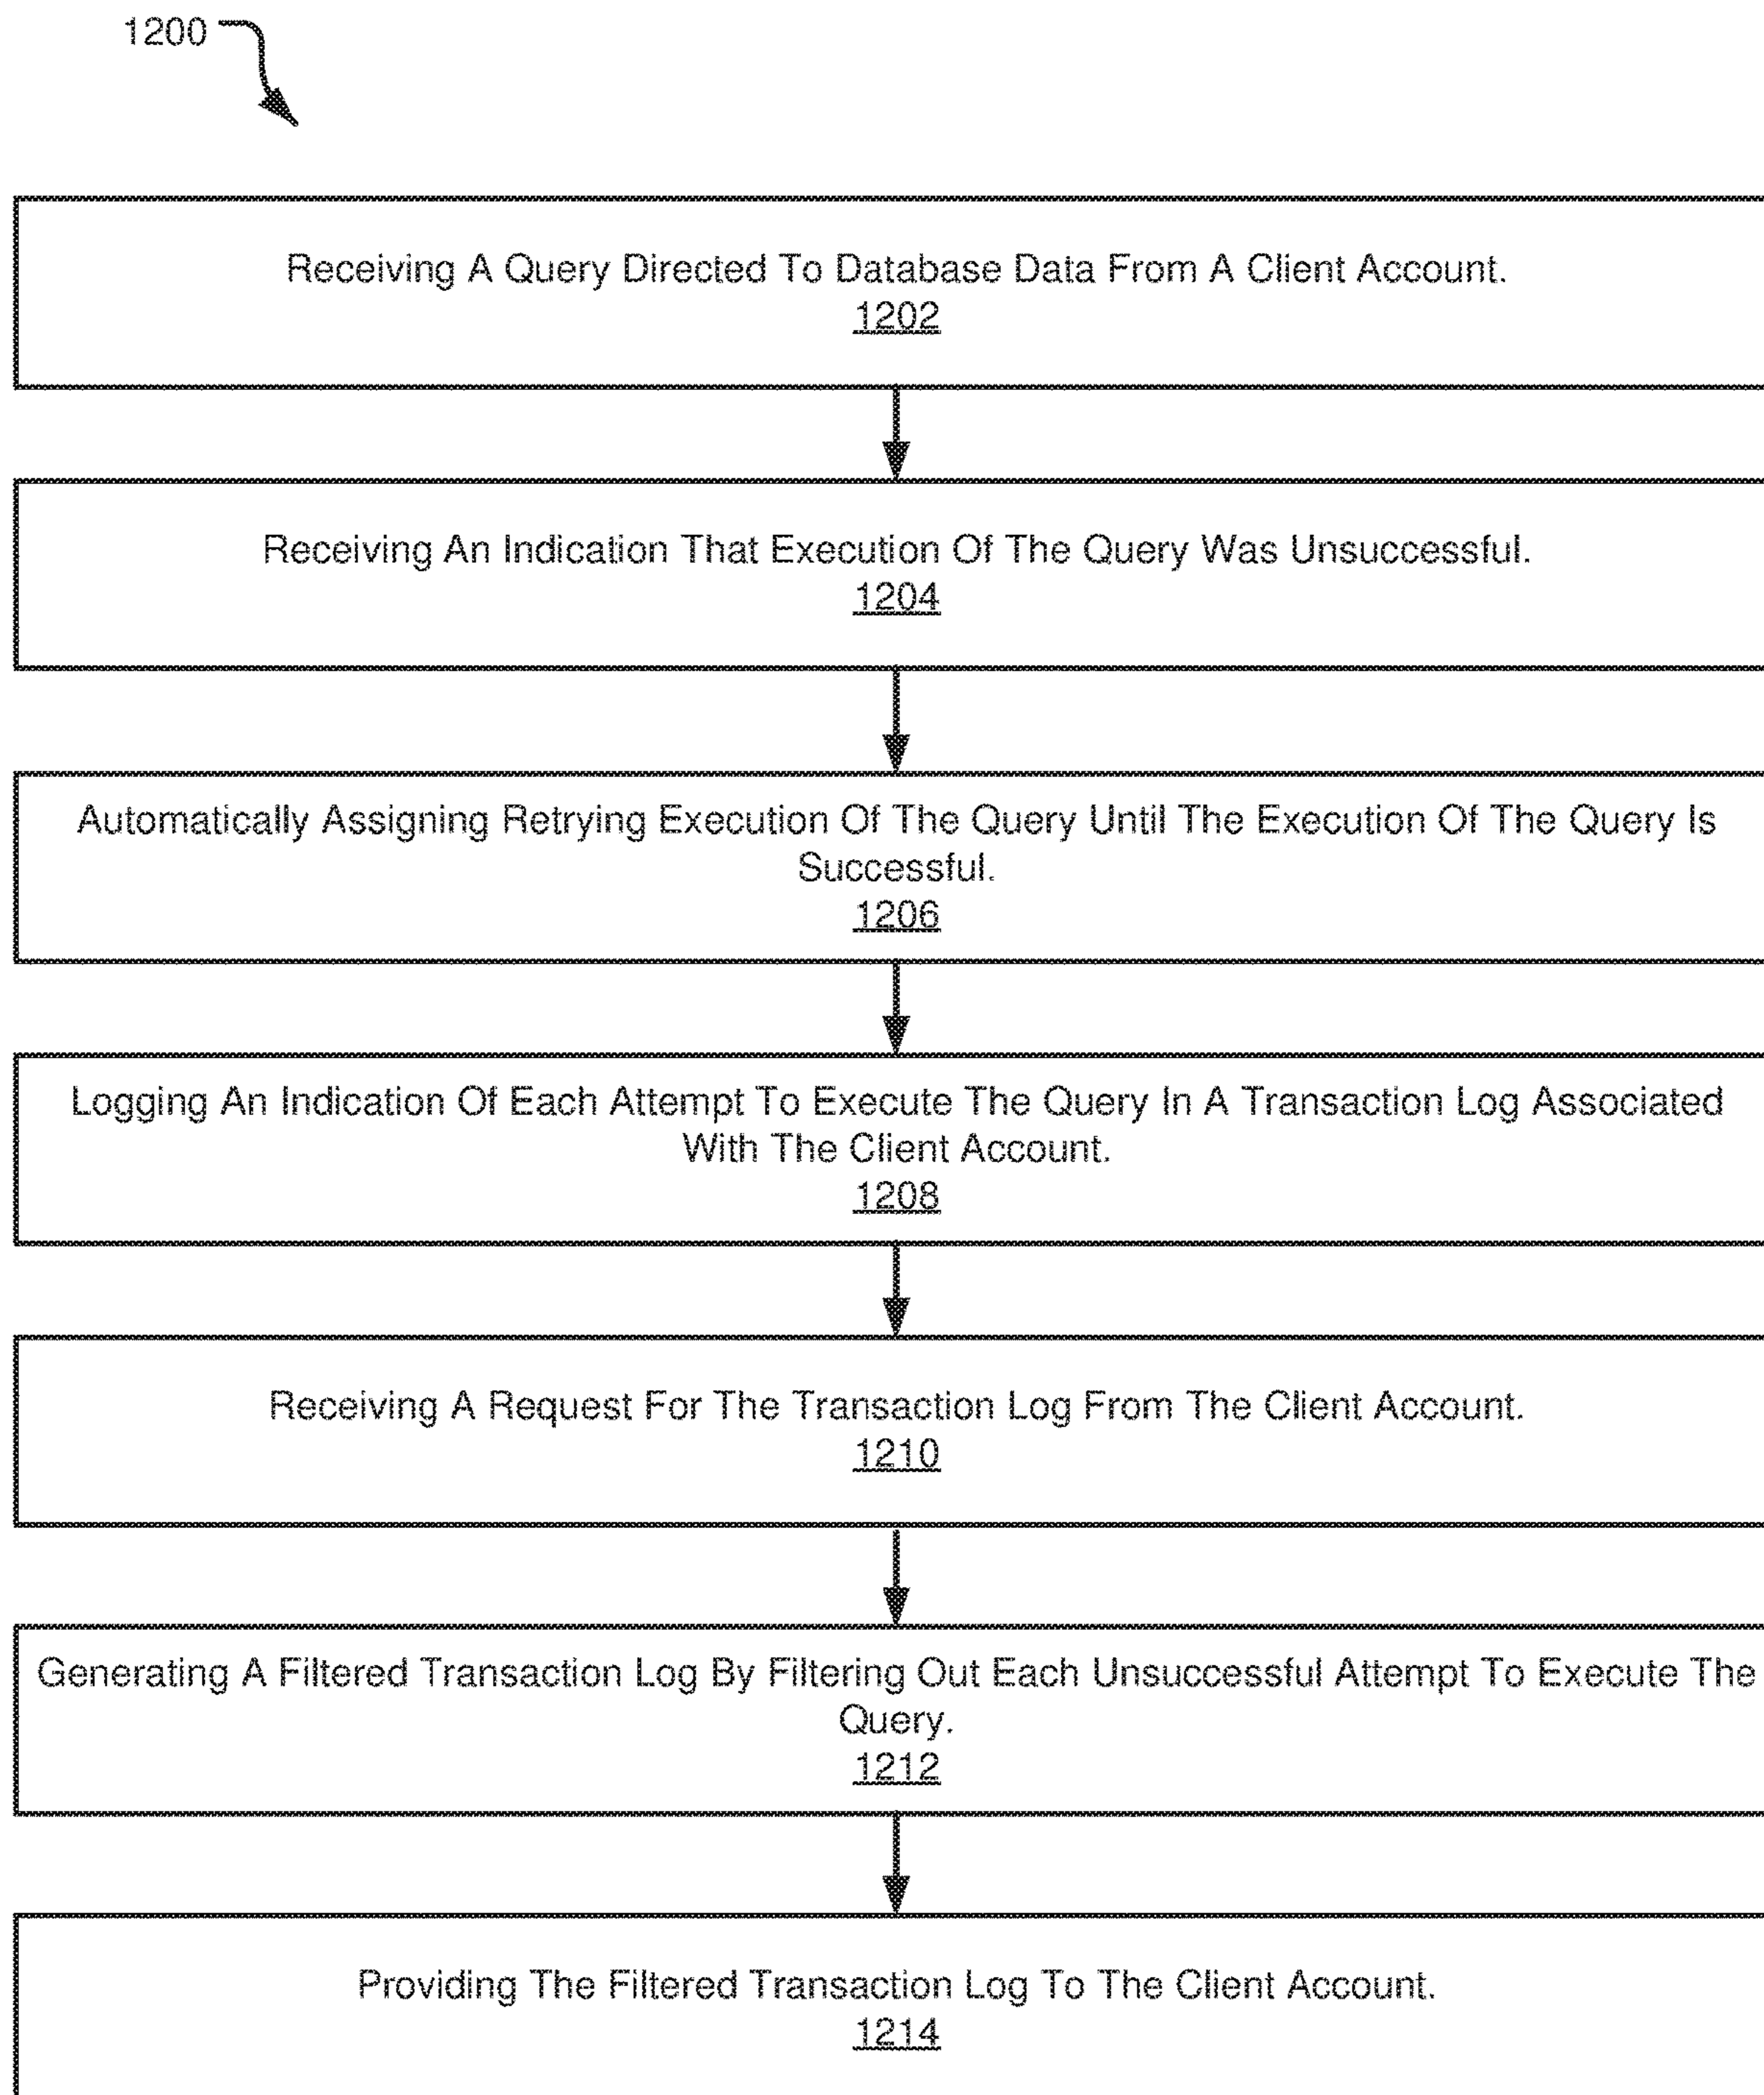 1200
Receiving A Query Directed To Database Data From A Client Account.
1202
Receiving An Indication That Execution Of The Query Was Unsuccessful.
1204
Automatically Assigning Retrying Execution Of The Query Until The Execution Of The Query Is
Successful.
1206
Logging An Indication Of Each Attempt To Execute The Query In A Transaction Log Associated
With The Client Account.
1208
Receiving A Request For The Transaction Log From The Client Account.
1210
Generating A Filtered Transaction Log By Filtering Out Each Unsuccessful Attempt To Execute The
Query.
1212
Providing The Filtered Transaction Log To The Client Account.
1214